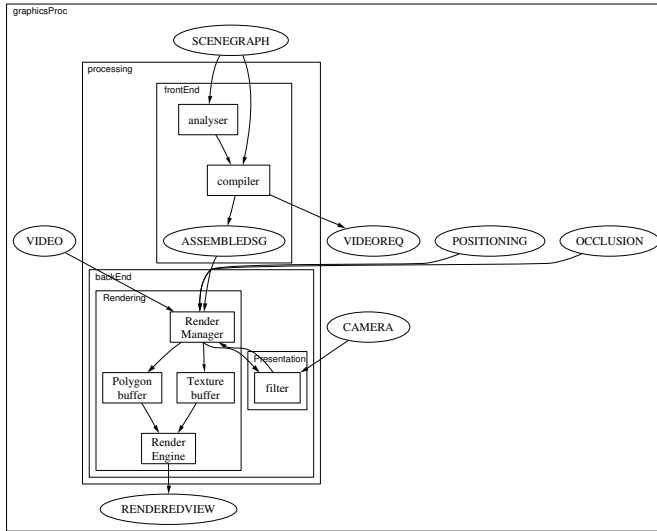 graphicsProc
SCENEGRAPH
processing
frontEnd
analyser
compiler
VIDEO
ASSEMBLEDSG
VIDEOREQ
POSITIONING
OCCLUSION
backEnd
Rendering
Render
Manager
CAMERA
Presentation
Polygon
buffer
Texture
buffer
filter
Render
Engine
RENDEREDVIEW